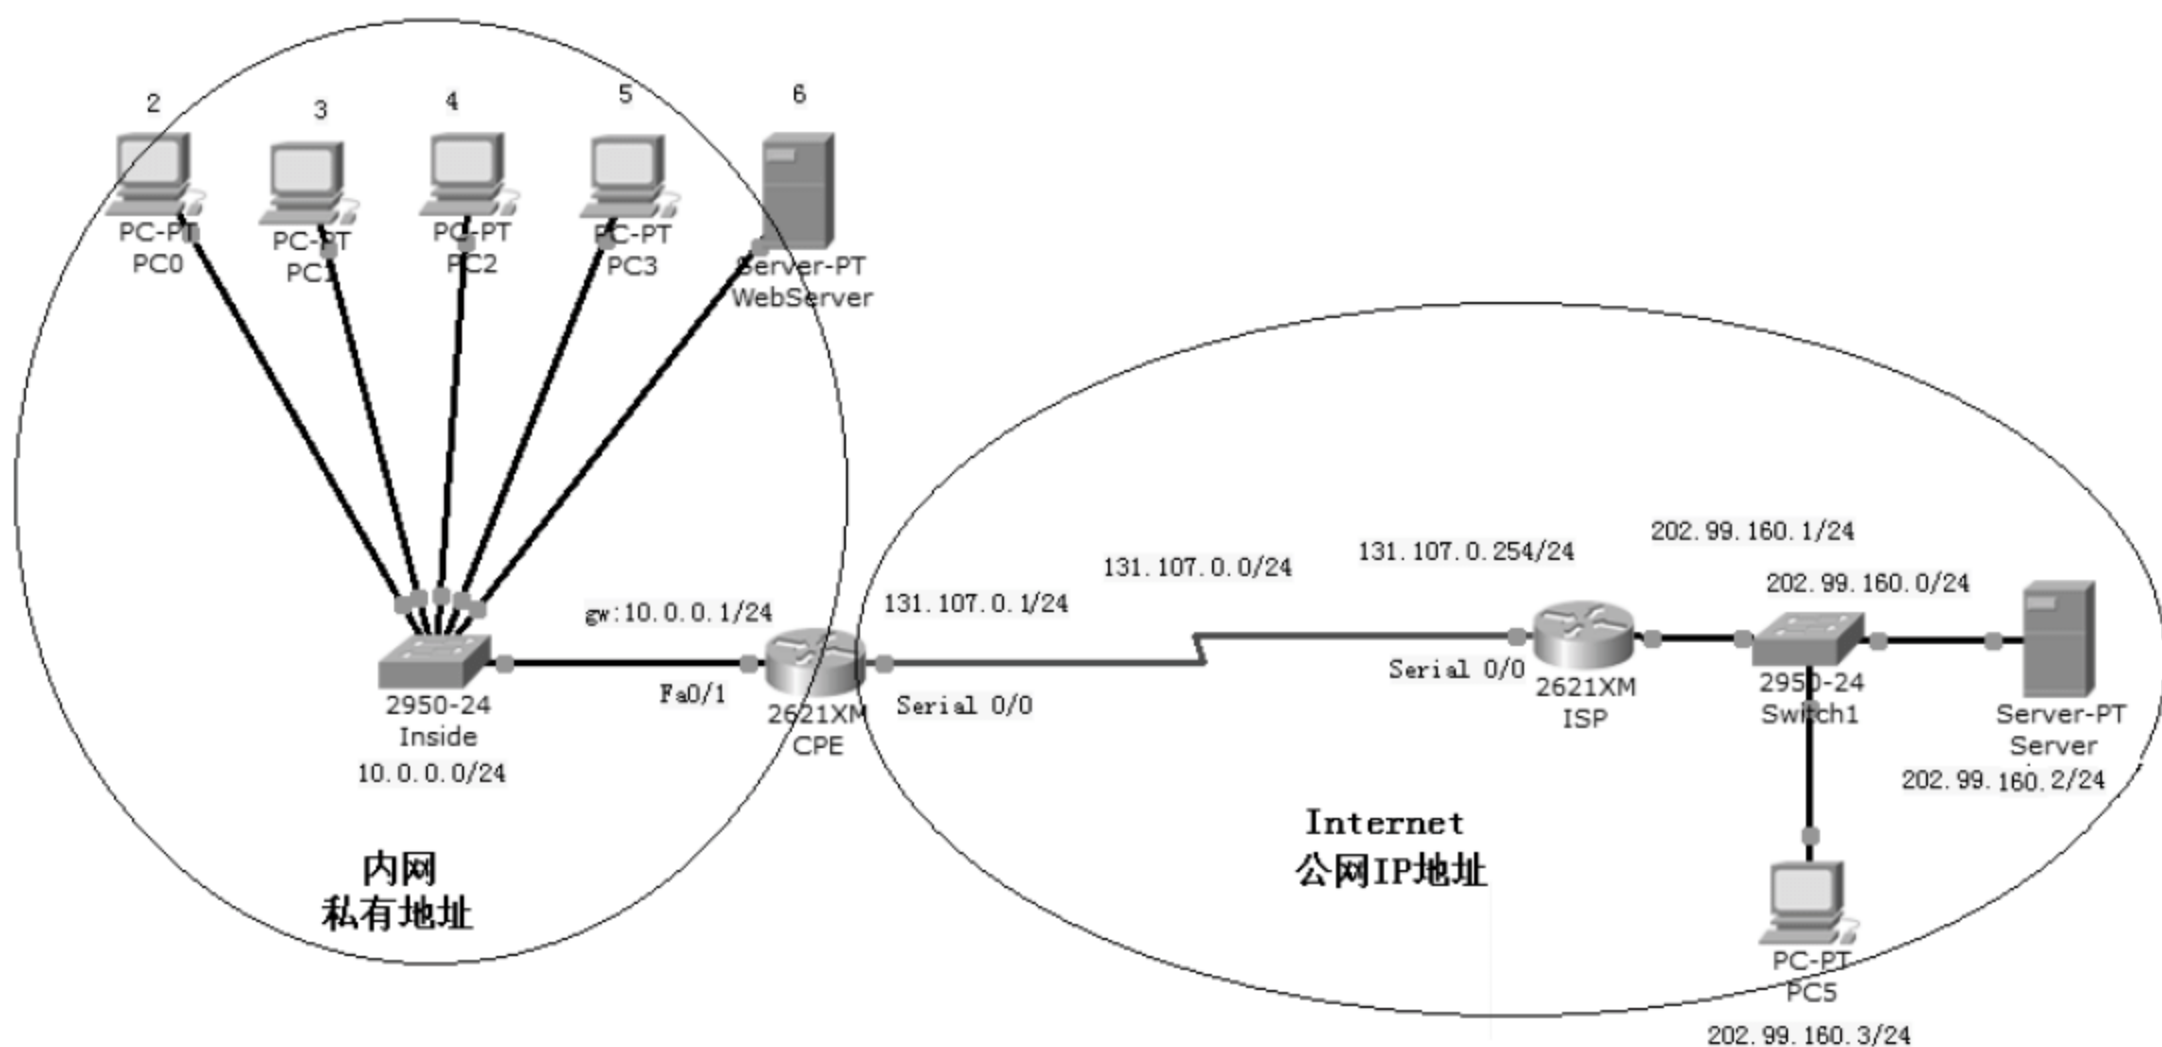 2
3
4
5
6
PC-PT
PC0
PC-PT
PC1
PC-PT
PC2
PC-PT
PC3
Server-PT
WebServer
gw:10.0.0.1/24
Fa0/1
2950-24
Inside
10.0.0.0/24
2621XM
CPE
131.107.0.1/24
Serial 0/0
131.107.0.0/24
131.107.0.254/24
Serial 0/0
2621XM
ISP
202.99.160.1/24
202.99.160.0/24
2950-24
Switch1
Server-PT
Server
202.99.160.2/24
PC-PT
PC5
202.99.160.3/24
内网
私有地址
Internet
公网IP地址